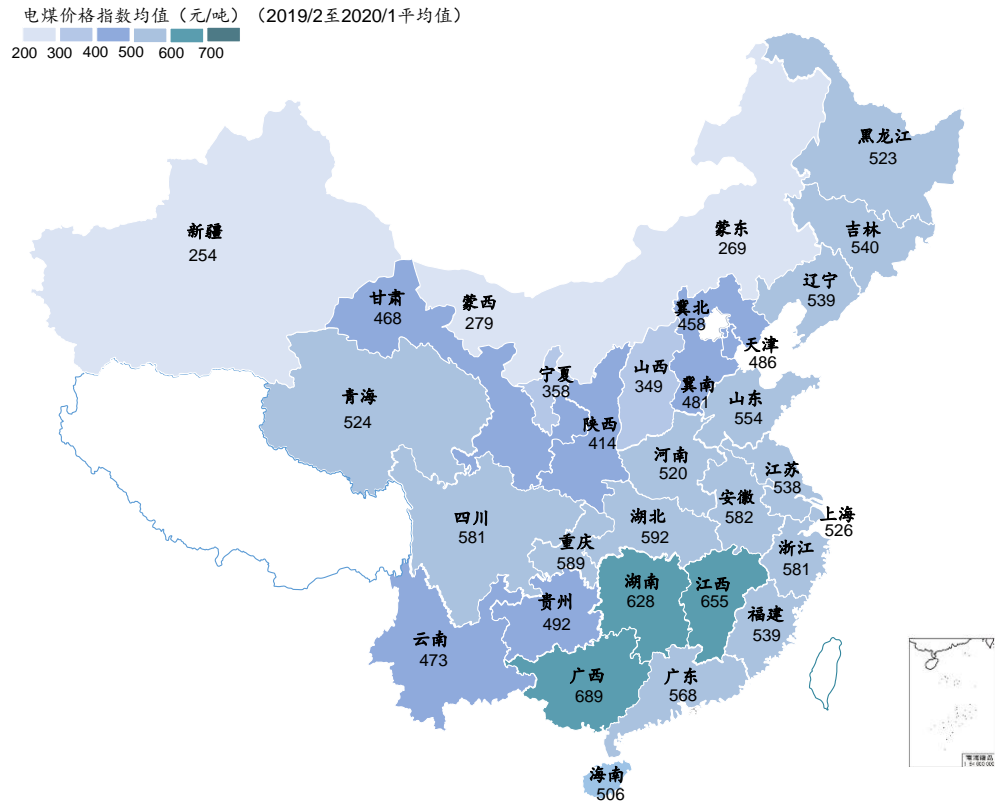 电煤价格指数均值（元/吨）（2019/2至2020/1平均值）
200 300 400 500 600 700
黑龙江
523
新疆
254
蒙东
269
吉林
540
辽宁
539
甘肃
468
蒙西
279
冀北
458
天津
486
宁夏
358
山西
349
冀南
481
青海
524
山东
554
陕西
414
河南
520
江苏
538
安徽
582
四川
581
湖北
592
上海
526
重庆
589
浙江
581
湖南
628
江西
655
贵州
492
福建
539
云南
473
广西
689
广东
568
海南
506